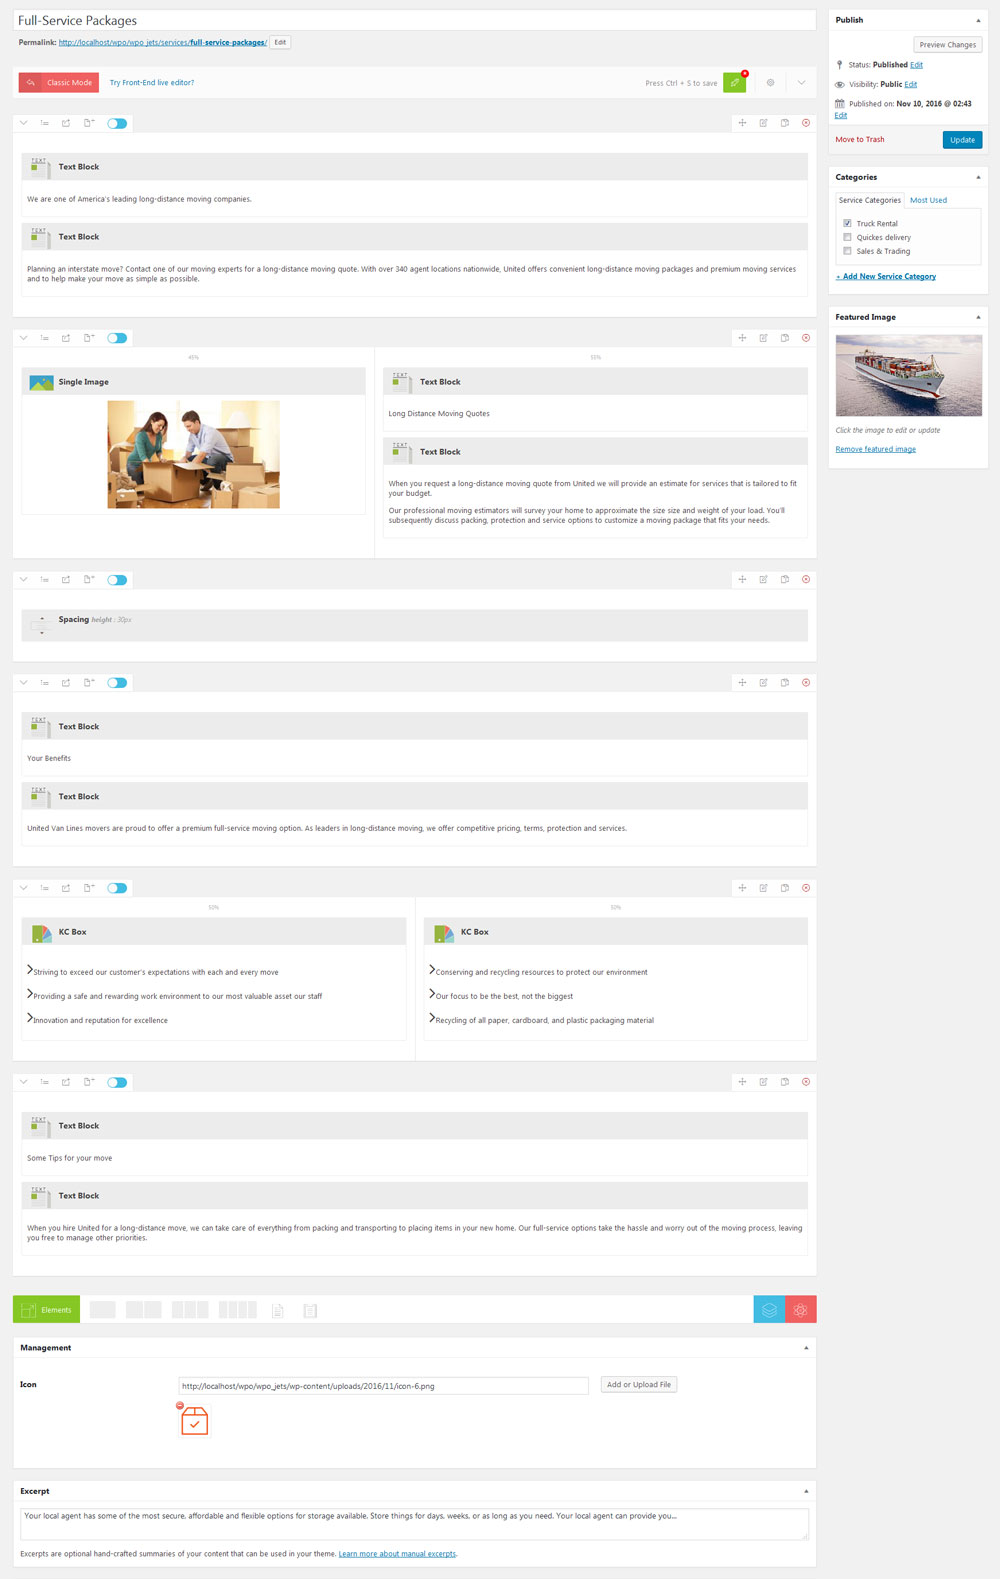 Full-Service Packages
Permalink: http://localhost/wpo/wpo_jets/services/full-service-packages/ Edit
Classic Mode Try Front-End live editor? Press Ctrl + S to save
Text Block
We are one of America's leading long-distance moving companies.
Text Block
Planning an interstate move? Contact one of our moving experts for a long-distance moving quote. With over 340 agent locations nationwide, United offers convenient long-distance moving packages and premium moving services
and to help make your move as simple as possible.
Single Image
Text Block
Long Distance Moving Quotes
Text Block
When you request a long-distance moving quote from United we will provide an estimate for services that is tailored to fit
your budget.
Our professional moving estimators will survey your home to approximate the size size and weight of your load. You'll
subsequently discuss packing, protection and service options to customize a moving package that fits your needs.
Spacing height : 30px
Text Block
Your Benefits
Text Block
United Van Lines movers are proud to offer a premium full-service moving option. As leaders in long-distance moving, we offer competitive pricing, terms, protection and services.
50% 50%
KC Box
Striving to exceed our customer's expectations with each and every move
Providing a safe and rewarding work environment to our most valuable asset our staff
Innovation and reputation for excellence
KC Box
Conserving and recycling resources to protect our environment
Our focus to be the best, not the biggest
Recycling of all paper, cardboard, and plastic packaging material
Text Block
Some Tips for your move
Text Block
When you hire United for a long-distance move, we can take care of everything from packing and transporting to placing items in your new home. Our full-service options take the hassle and worry out of the moving process, leaving
you free to manage other priorities.
Elements
Management
Icon http://localhost/wpo/wpo_jets/wp-content/uploads/2016/11/icon-6.png Add or Upload File
Excerpt
Your local agent has some of the most secure, affordable and flexible options for storage available. Store things for days, weeks, or as long as you need. Your local agent can provide you...
Excerpts are optional hand-crafted summaries of your content that can be used in your theme. Learn more about manual excerpts.
Publish
Preview Changes
Status: Published Edit
Visibility: Public Edit
Published on: Nov 10, 2016 @ 02:43
Edit
Move to Trash Update
Categories
Service Categories Most Used
Truck Rental
Quickes delivery
Sales & Trading
+ Add New Service Category
Featured Image
Click the image to edit or update
Remove featured image